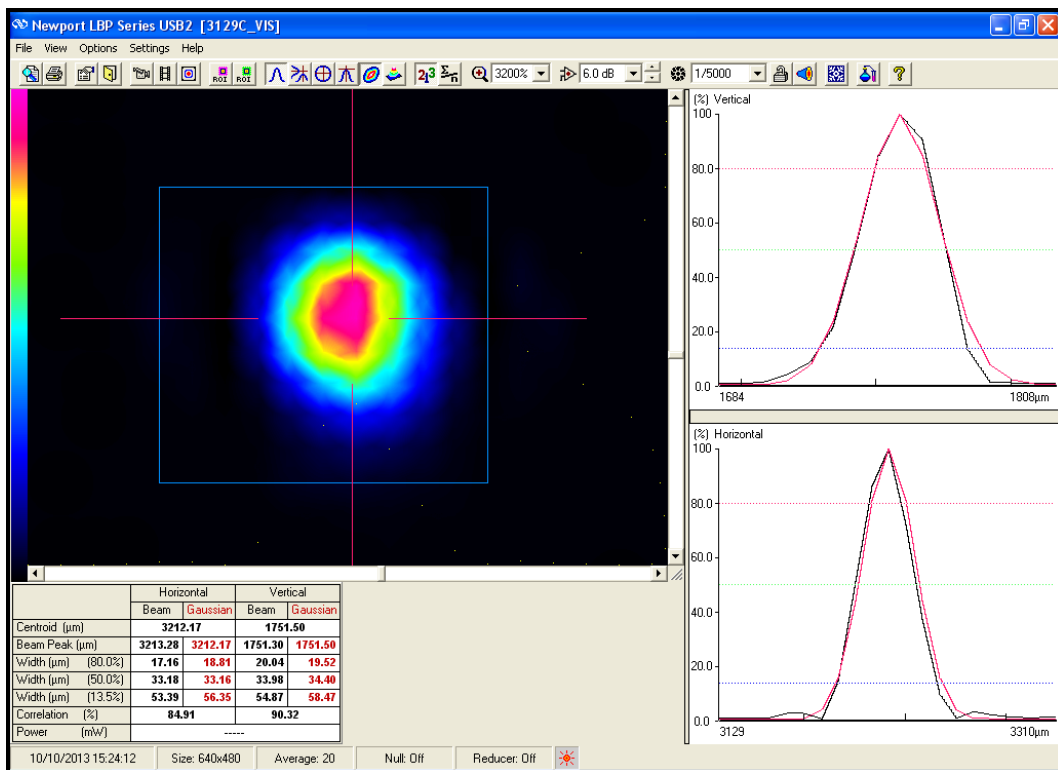 Newport LBP Series USB2 [3129C_VIS]
File View Options Settings Help
ROI ROI 2¦3 Σ/n 3200% 6.0 dB 1/5000 ?
(%) Vertical
100
80.0
60.0
40.0
20.0
0.0
1684 1808µm
(%) Horizontal
100
80.0
60.0
40.0
20.0
0.0
3129 3310µm
Horizontal Vertical
Beam Gaussian Beam Gaussian
Centroid (µm) 3212.17 1751.50
Beam Peak (µm) 3213.28 3212.17 1751.30 1751.50
Width (µm) (80.0%) 17.16 18.81 20.04 19.52
Width (µm) (50.0%) 33.18 33.16 33.98 34.40
Width (µm) (13.5%) 53.39 56.35 54.87 58.47
Correlation (%) 84.91 90.32
Power (mW) -----
10/10/2013 15:24:12 Size: 640x480 Average: 20 Null: Off Reducer: Off